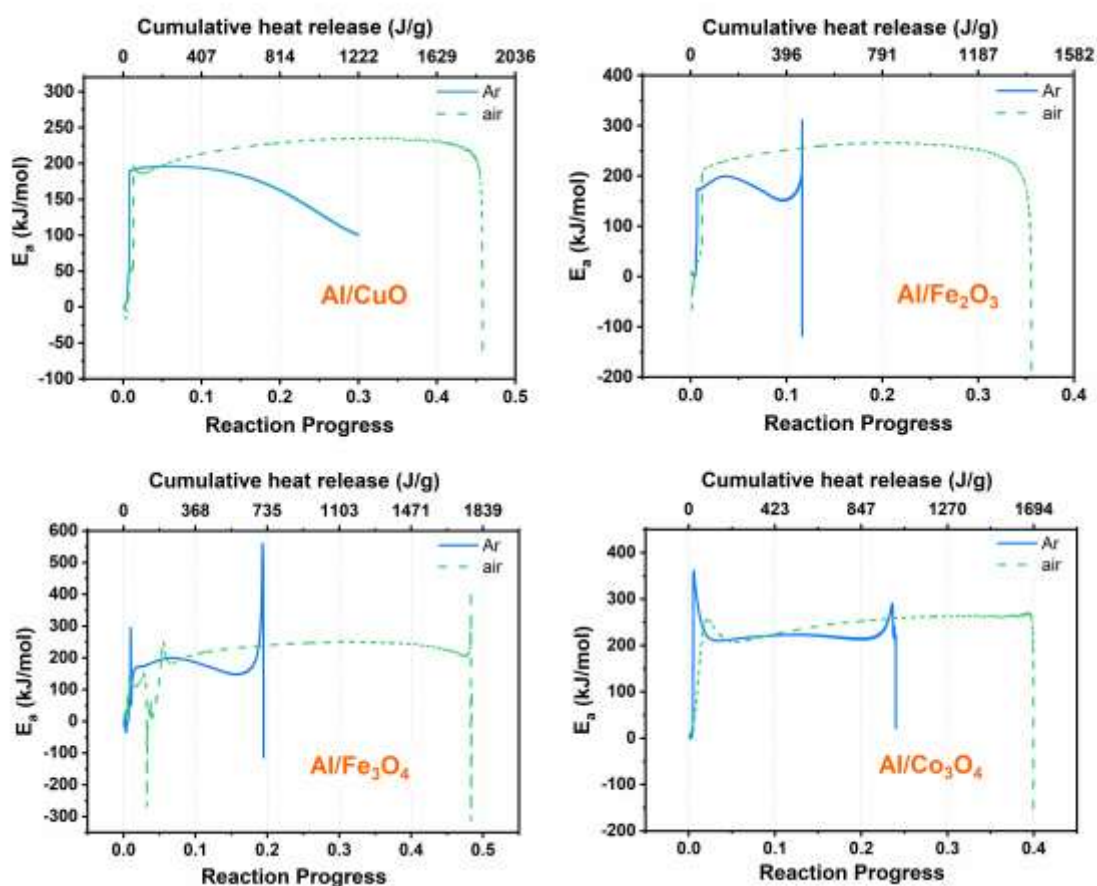 Cumulative heat release (J/g)
0 407 814 1222 1629 2036
300
250
200
150
100
50
0
-50
-100
Ea (kJ/mol)
Ar
air
Al/CuO
0.0 0.1 0.2 0.3 0.4 0.5
Reaction Progress
Cumulative heat release (J/g)
0 396 791 1187 1582
400
300
200
100
0
-100
-200
Ea (kJ/mol)
Ar
air
Al/Fe₂O₃
0.0 0.1 0.2 0.3 0.4
Reaction Progress
Cumulative heat release (J/g)
0 368 735 1103 1471 1839
600
500
400
300
200
100
0
-100
-200
-300
Ea (kJ/mol)
Ar
air
Al/Fe₃O₄
0.0 0.1 0.2 0.3 0.4 0.5
Reaction Progress
Cumulative heat release (J/g)
0 423 847 1270 1694
400
300
200
100
0
-100
-200
Ea (kJ/mol)
Ar
air
Al/Co₃O₄
0.0 0.1 0.2 0.3 0.4
Reaction Progress